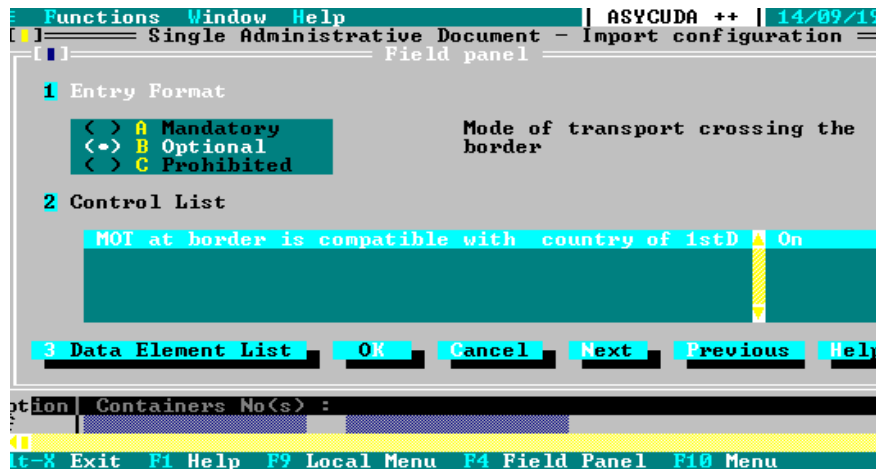 Functions Window Help ASYCUDA ++ 14/09/19
Single Administrative Document - Import configuration
Field panel
1 Entry Format
( ) A Mandatory
(•) B Optional
( ) C Prohibited
Mode of transport crossing the
border
2 Control List
MOT at border is compatible with country of 1stD On
3 Data Element List OK Cancel Next Previous Help
ption Containers No(s) :
lt-X Exit F1 Help F9 Local Menu F4 Field Panel F10 Menu